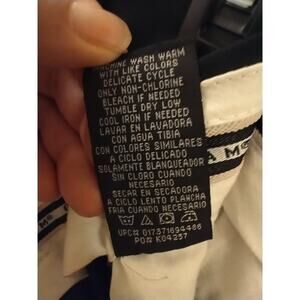 MACHINE WASH WARM
WITH LIKE COLORS
DELICATE CYCLE
ONLY NON-CHLORINE
BLEACH IF NEEDED
TUMBLE DRY LOW
COOL IRON IF NEEDED
LAVAR EN LAVADORA
CON AGUA TIBIA
CON COLORES SIMILARES
A CICLO DELICADO
SOLAMENTE BLANQUEADOR
SIN CLORO CUANDO
NECESARIO
SECAR EN SECADORA
A CICLO LENTO PLANCHA
FRIA CUANDO NECESARIO
UPC# 017371694486
PO# K04257